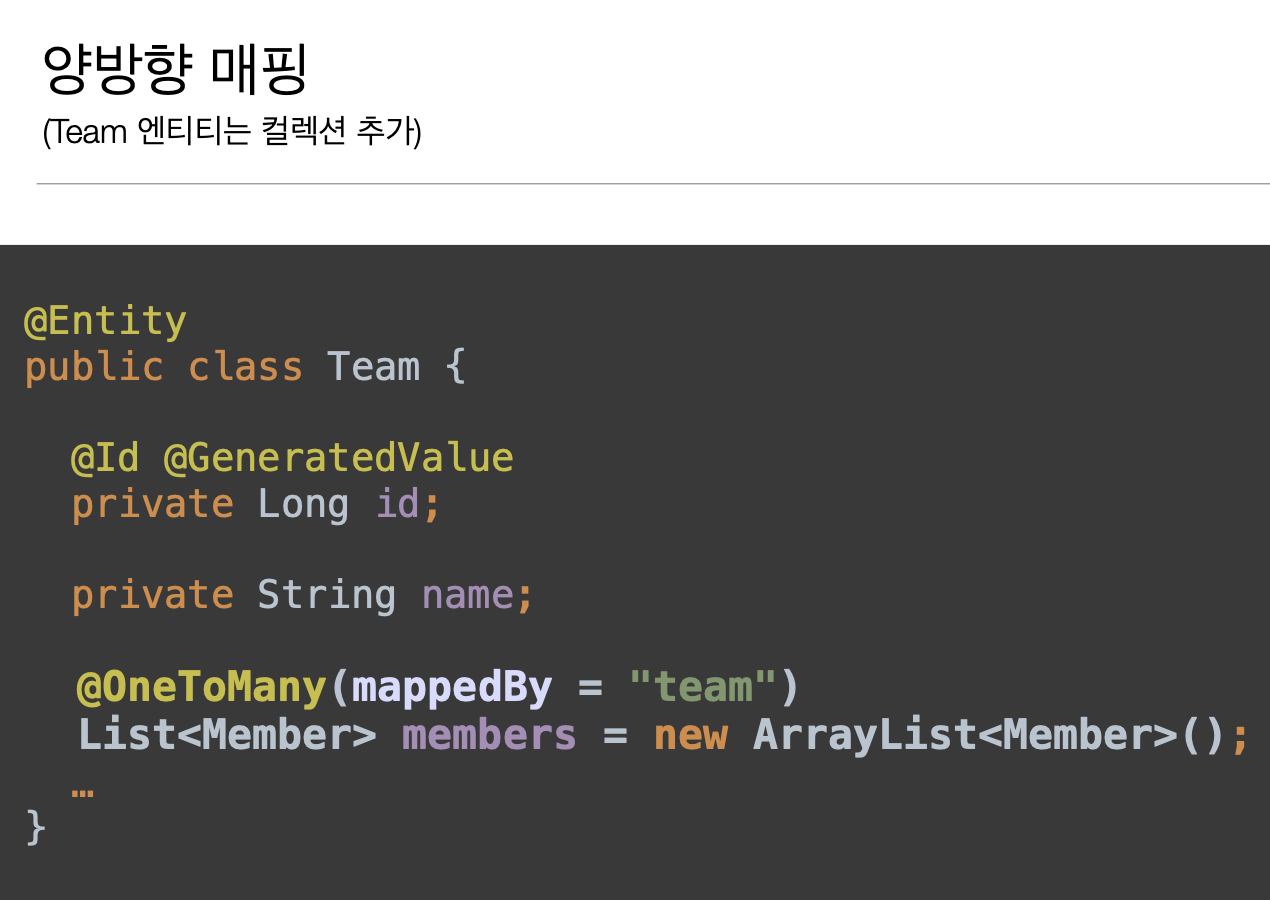 양방향 매핑
(Team 엔티티는 컬렉션 추가)
@Entity
public class Team {
@Id @GeneratedValue
private Long id;
private String name;
@OneToMany(mappedBy = "team")
List<Member> members = new ArrayList<Member>();
…
}